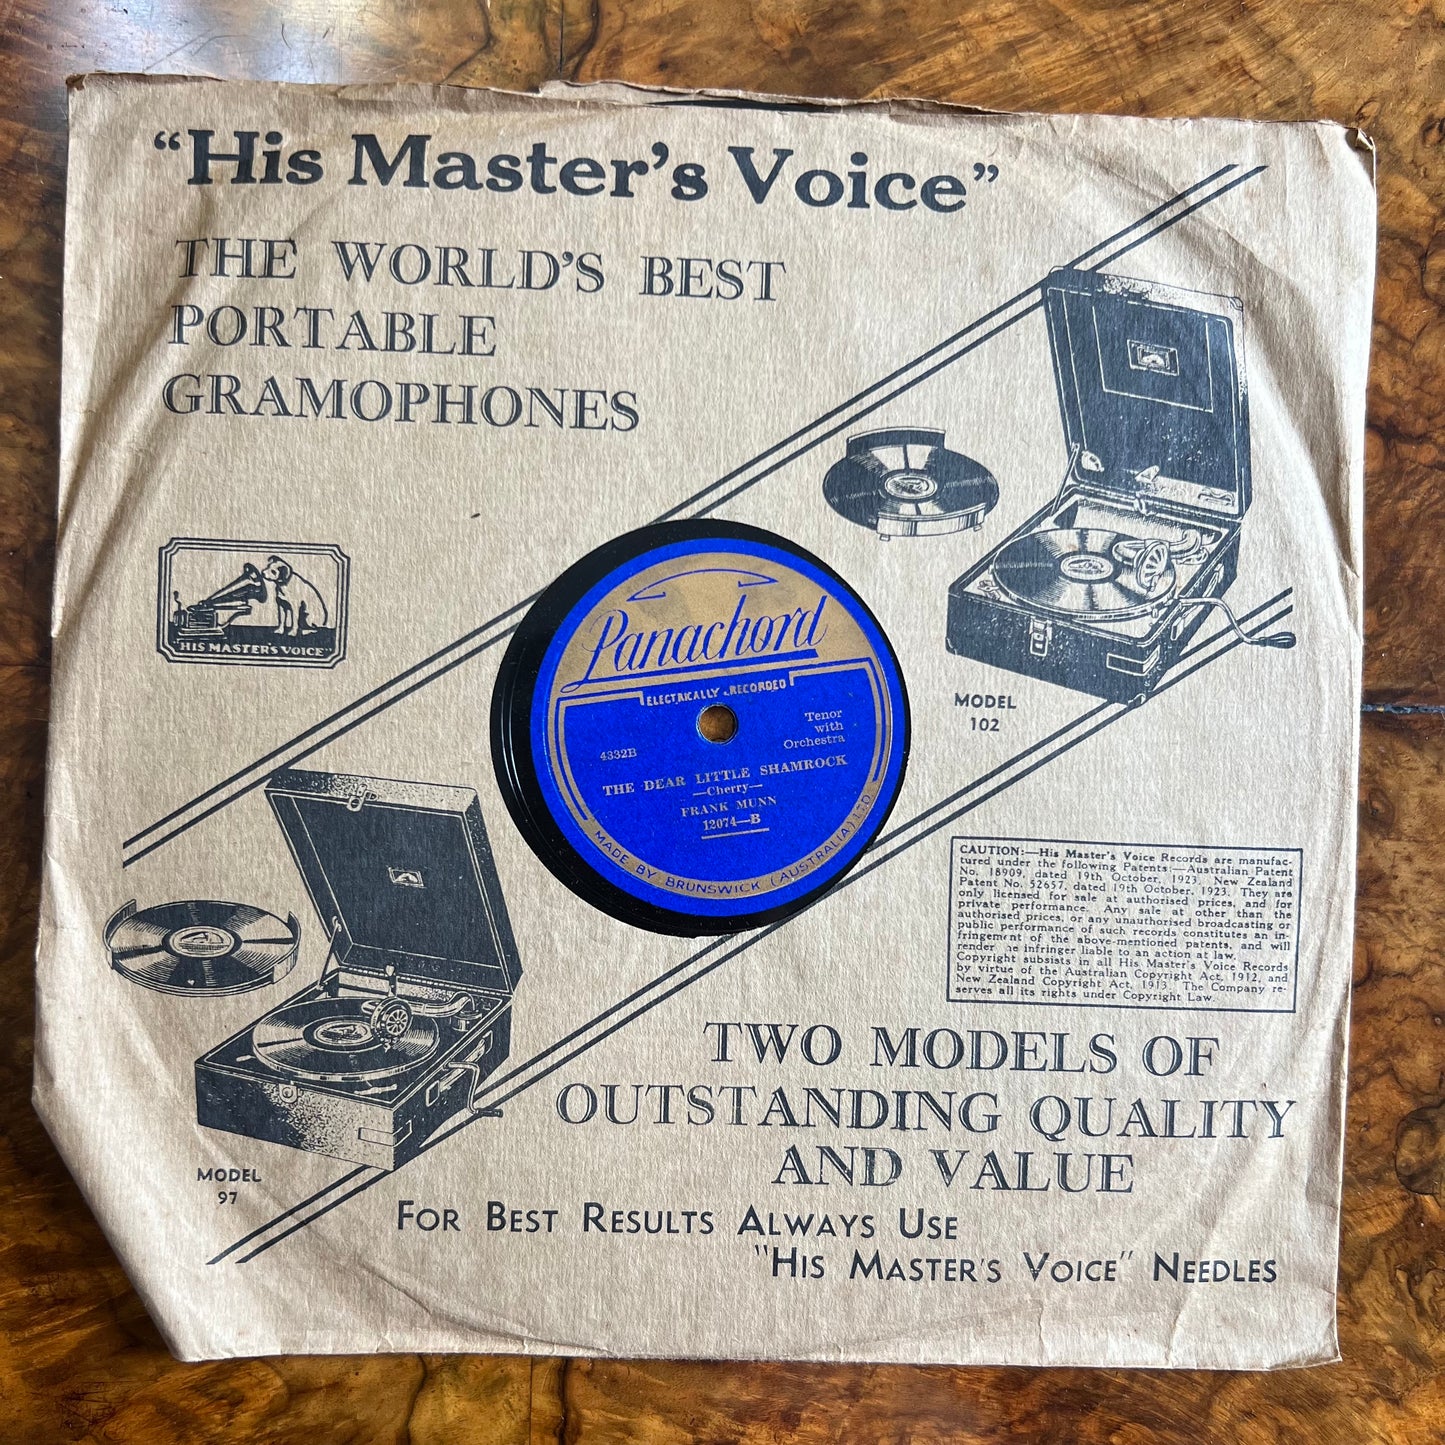 “His Master’s Voice”
THE WORLD’S BEST
PORTABLE
GRAMOPHONES
"HIS MASTER'S VOICE"
MODEL
102
Panachord
ELECTRICALLY RECORDED
4332B
Tenor
with
Orchestra
THE DEAR LITTLE SHAMROCK
—Cherry—
FRANK MUNN
12074—B
MADE BY BRUNSWICK (AUSTRALIA) LTD
CAUTION:—His Master's Voice Records are manufac-
tured under the following Patents:—Australian Patent
No. 18909, dated 19th October, 1923, New Zealand
Patent No. 52657, dated 19th October, 1923. They are
only licensed for sale at authorised prices, and for
private performance. Any sale at other than the
authorised prices, or any unauthorised broadcasting or
public performance of such records constitutes an in-
fringement of the above-mentioned patents, and will
render he infringer liable to an action at law.
Copyright subsists in all His Master's Voice Records
by virtue of the Australian Copyright Act, 1912, and
New Zealand Copyright Act, 1913. The Company re-
serves all its rights under Copyright Law.
MODEL
97
TWO MODELS OF
OUTSTANDING QUALITY
AND VALUE
FOR BEST RESULTS ALWAYS USE
"HIS MASTER'S VOICE" NEEDLES